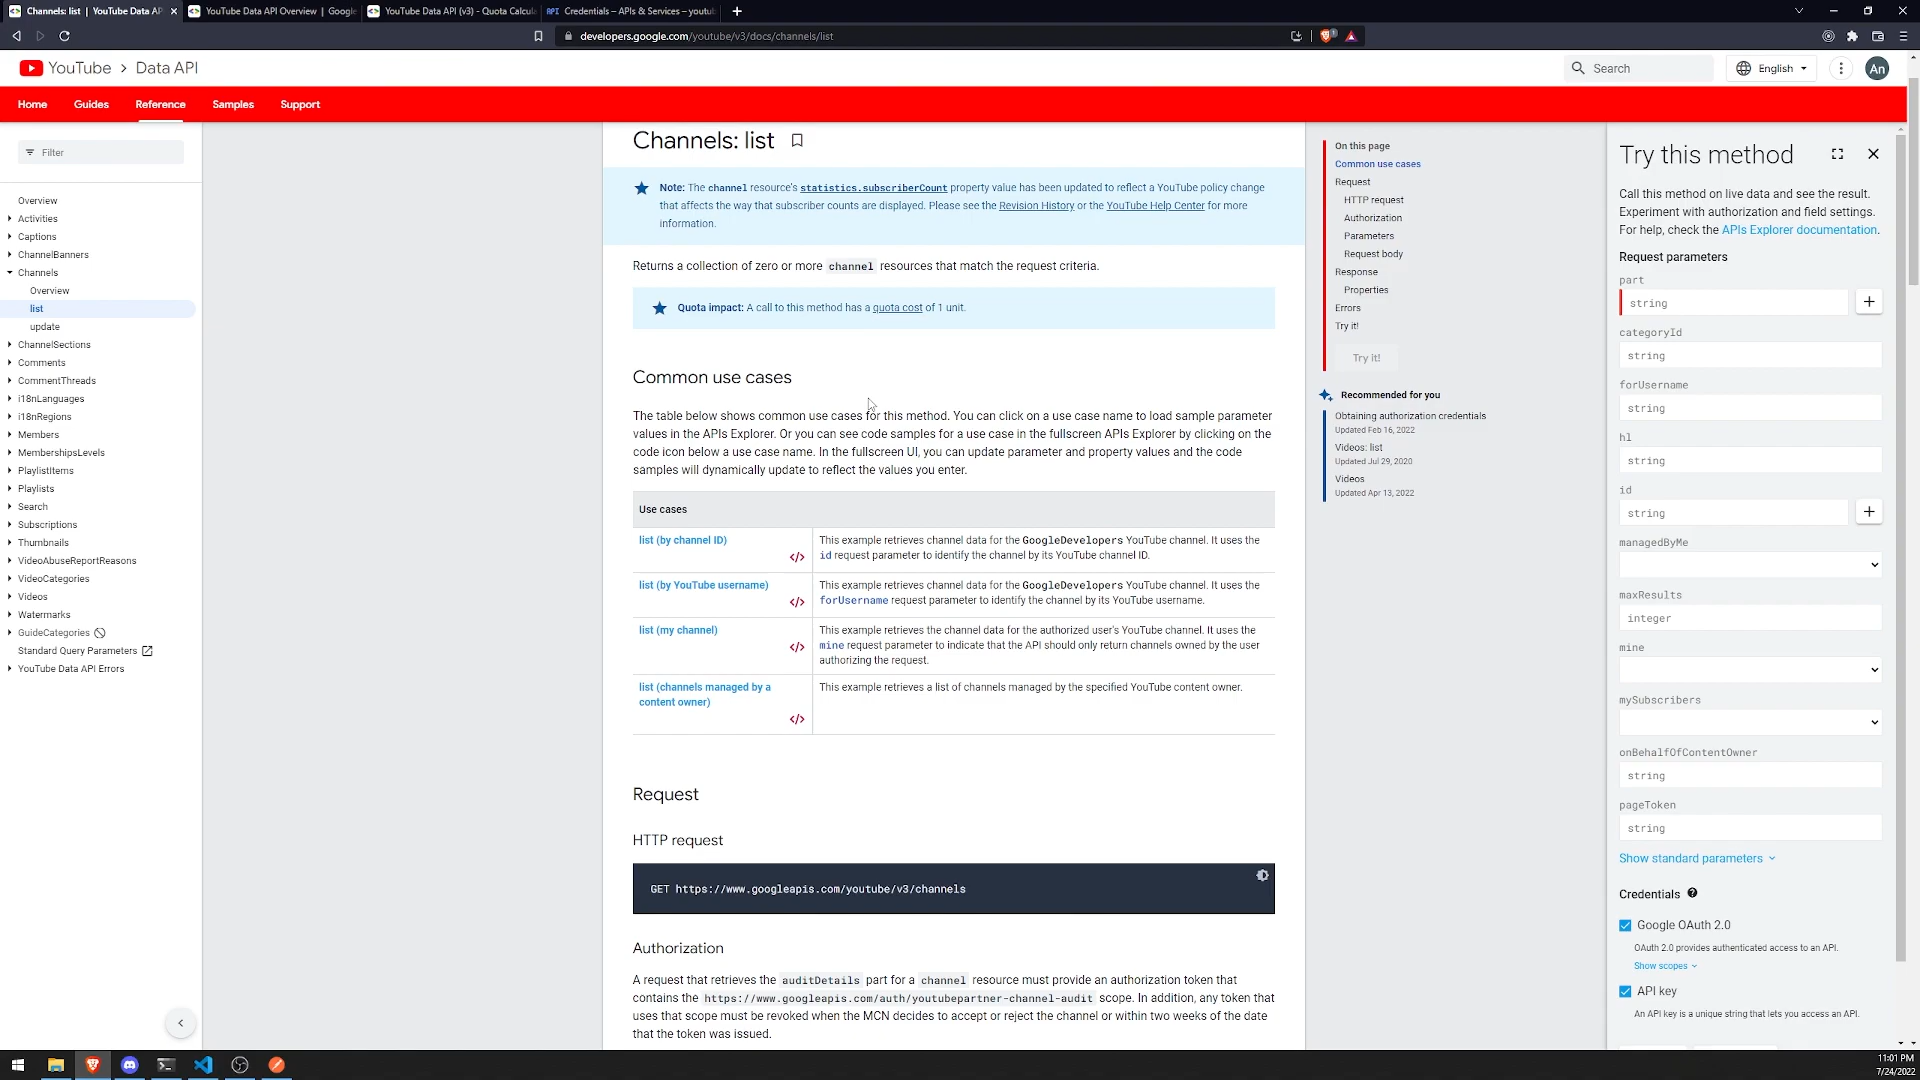 Channels: list | YouTube Data AP
YouTube Data API Overview | Google
YouTube Data API (v3) - Quota Calcula
API Credentials – APIs & Services – youtub
developers.google.com/youtube/v3/docs/channels/list
YouTube > Data API
Search
English
An
Home
Guides
Reference
Samples
Support
Filter
Overview
Activities
Captions
ChannelBanners
Channels
Overview
list
update
ChannelSections
Comments
CommentThreads
i18nLanguages
i18nRegions
Members
MembershipsLevels
PlaylistItems
Playlists
Search
Subscriptions
Thumbnails
VideoAbuseReportReasons
VideoCategories
Videos
Watermarks
GuideCategories
Standard Query Parameters
YouTube Data API Errors
Channels: list
Note: The channel resource's statistics.subscriberCount property value has been updated to reflect a YouTube policy change
that affects the way that subscriber counts are displayed. Please see the Revision History or the YouTube Help Center for more
information.
Returns a collection of zero or more channel resources that match the request criteria.
Quota impact: A call to this method has a quota cost of 1 unit.
Common use cases
The table below shows common use cases for this method. You can click on a use case name to load sample parameter
values in the APIs Explorer. Or you can see code samples for a use case in the fullscreen APIs Explorer by clicking on the
code icon below a use case name. In the fullscreen UI, you can update parameter and property values and the code
samples will dynamically update to reflect the values you enter.
Use cases
list (by channel ID)
</>
This example retrieves channel data for the GoogleDevelopers YouTube channel. It uses the
id request parameter to identify the channel by its YouTube channel ID.
list (by YouTube username)
</>
This example retrieves channel data for the GoogleDevelopers YouTube channel. It uses the
forUsername request parameter to identify the channel by its YouTube username.
list (my channel)
</>
This example retrieves the channel data for the authorized user's YouTube channel. It uses the
mine request parameter to indicate that the API should only return channels owned by the user
authorizing the request.
list (channels managed by a
content owner)
</>
This example retrieves a list of channels managed by the specified YouTube content owner.
Request
HTTP request
GET https://www.googleapis.com/youtube/v3/channels
Authorization
A request that retrieves the auditDetails part for a channel resource must provide an authorization token that
contains the https://www.googleapis.com/auth/youtubepartner-channel-audit scope. In addition, any token that
uses that scope must be revoked when the MCN decides to accept or reject the channel or within two weeks of the date
that the token was issued.
On this page
Common use cases
Request
HTTP request
Authorization
Parameters
Request body
Response
Properties
Errors
Try it!
Try it!
Recommended for you
Obtaining authorization credentials
Updated Feb 16, 2022
Videos: list
Updated Jul 29, 2020
Videos
Updated Apr 13, 2022
Try this method
Call this method on live data and see the result.
Experiment with authorization and field settings.
For help, check the APIs Explorer documentation.
Request parameters
part
string
categoryId
string
forUsername
string
hl
string
id
string
managedByMe
maxResults
integer
mine
mySubscribers
onBehalfOfContentOwner
string
pageToken
string
Show standard parameters
Credentials
Google OAuth 2.0
OAuth 2.0 provides authenticated access to an API.
Show scopes
API key
An API key is a unique string that lets you access an API.
11:01 PM
7/24/2022